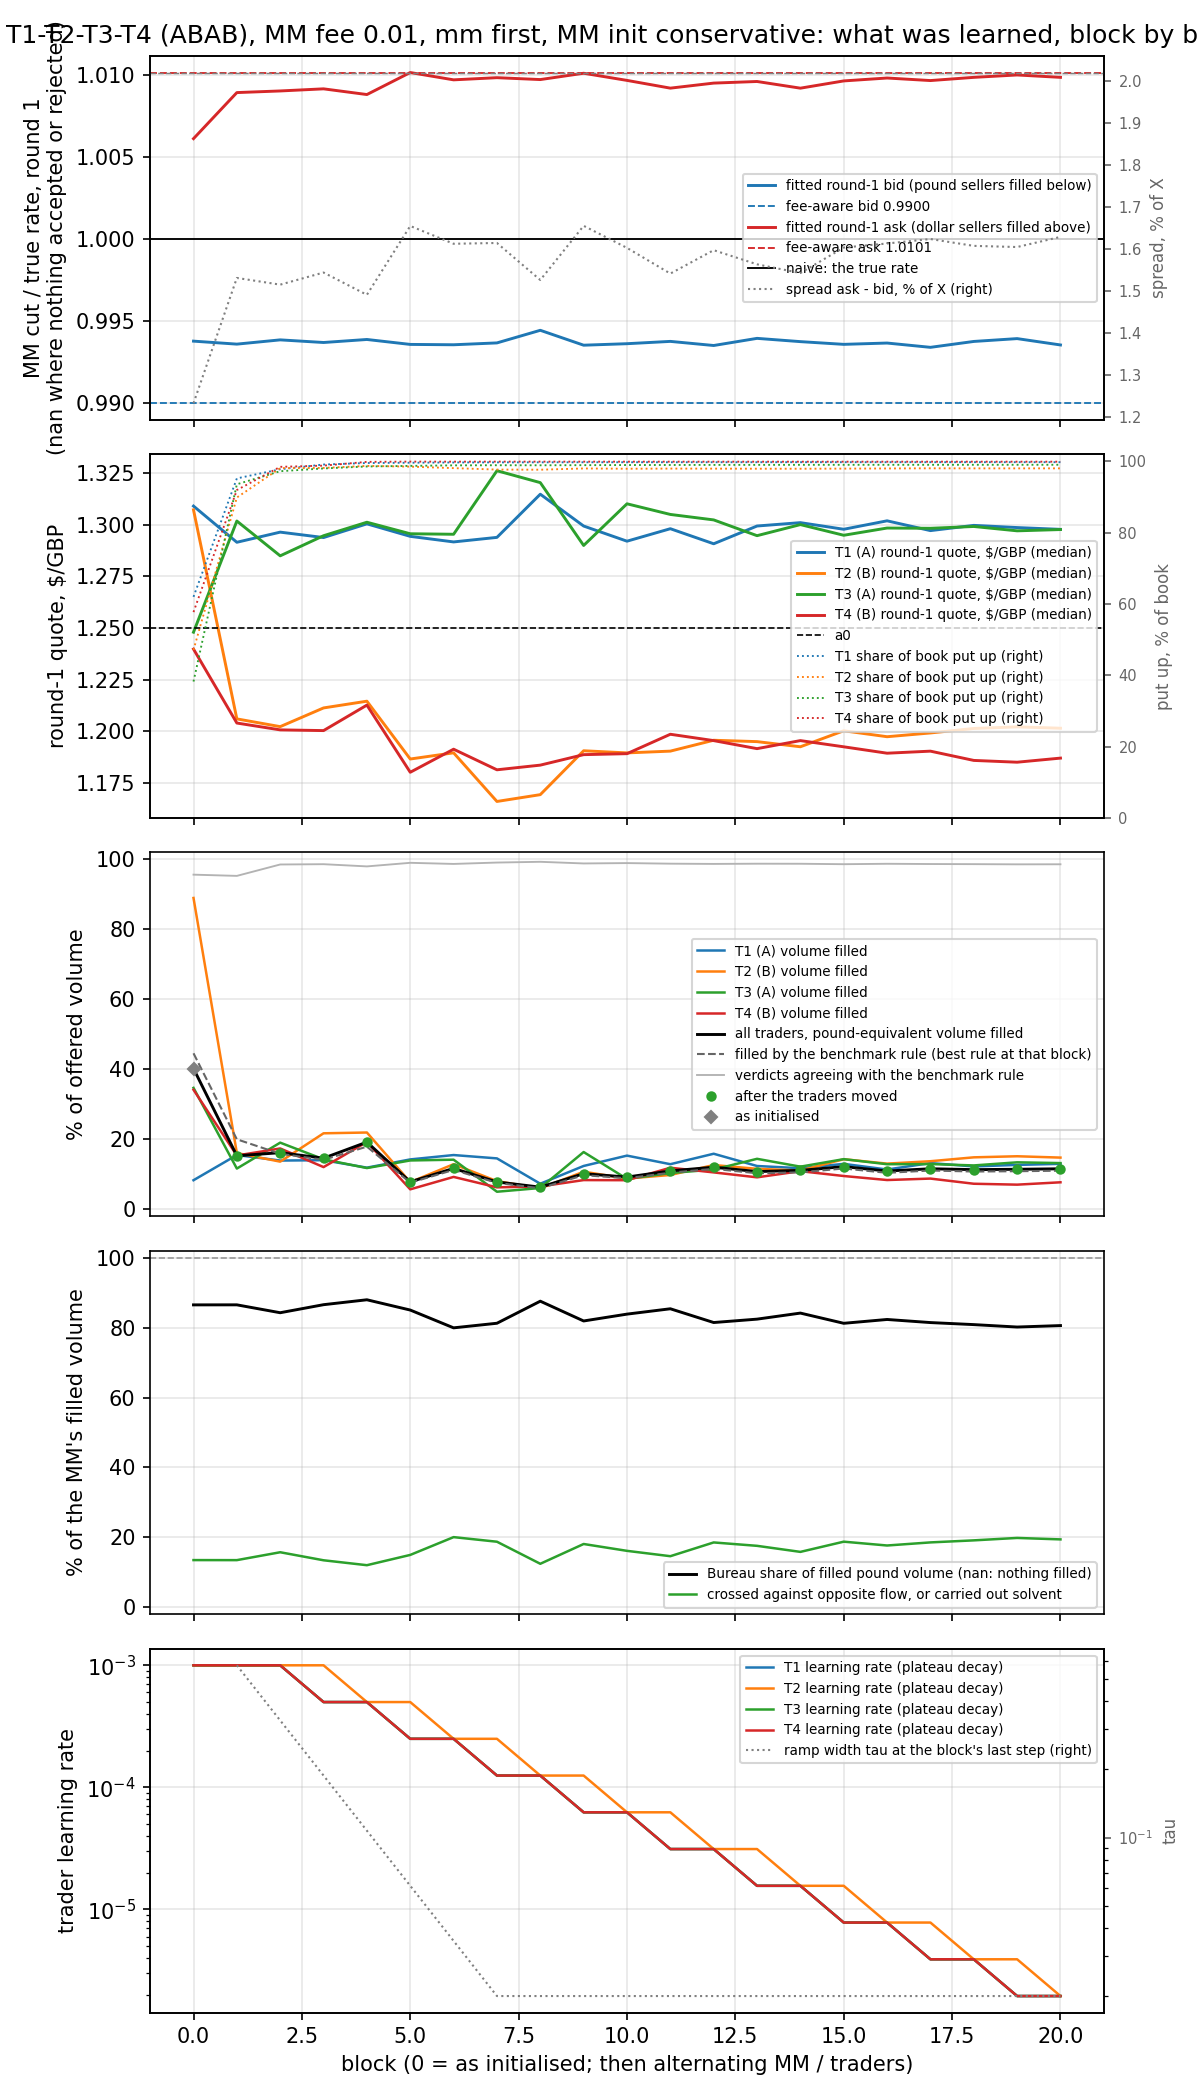 T1-T2-T3-T4 (ABAB), MM fee 0.01, mm first, MM init conservative: what was learned, block by b
MM cut / true rate, round 1
(nan where nothing accepted or rejected)
1.010
1.005
1.000
0.995
0.990
2.0
1.9
1.8
1.7
1.6
1.5
1.4
1.3
1.2
spread, % of X
fitted round-1 bid (pound sellers filled below)
fee-aware bid 0.9900
fitted round-1 ask (dollar sellers filled above)
fee-aware ask 1.0101
naive: the true rate
spread ask - bid, % of X (right)
round-1 quote, $/GBP
1.325
1.300
1.275
1.250
1.225
1.200
1.175
100
80
60
40
20
0
put up, % of book
T1 (A) round-1 quote, $/GBP (median)
T2 (B) round-1 quote, $/GBP (median)
T3 (A) round-1 quote, $/GBP (median)
T4 (B) round-1 quote, $/GBP (median)
a0
T1 share of book put up (right)
T2 share of book put up (right)
T3 share of book put up (right)
T4 share of book put up (right)
% of offered volume
100
80
60
40
20
0
T1 (A) volume filled
T2 (B) volume filled
T3 (A) volume filled
T4 (B) volume filled
all traders, pound-equivalent volume filled
filled by the benchmark rule (best rule at that block)
verdicts agreeing with the benchmark rule
after the traders moved
as initialised
% of the MM's filled volume
100
80
60
40
20
0
Bureau share of filled pound volume (nan: nothing filled)
crossed against opposite flow, or carried out solvent
trader learning rate
10⁻³
10⁻⁴
10⁻⁵
10⁻¹
tau
T1 learning rate (plateau decay)
T2 learning rate (plateau decay)
T3 learning rate (plateau decay)
T4 learning rate (plateau decay)
ramp width tau at the block's last step (right)
0.0 2.5 5.0 7.5 10.0 12.5 15.0 17.5 20.0
block (0 = as initialised; then alternating MM / traders)